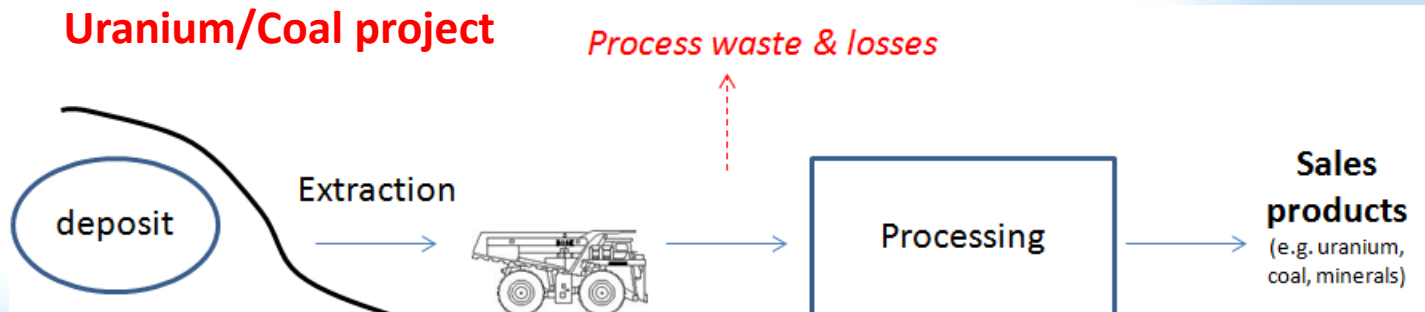 Uranium/Coal project
Process waste & losses
deposit
Extraction
Processing
Sales
products
(e.g. uranium,
coal, minerals)